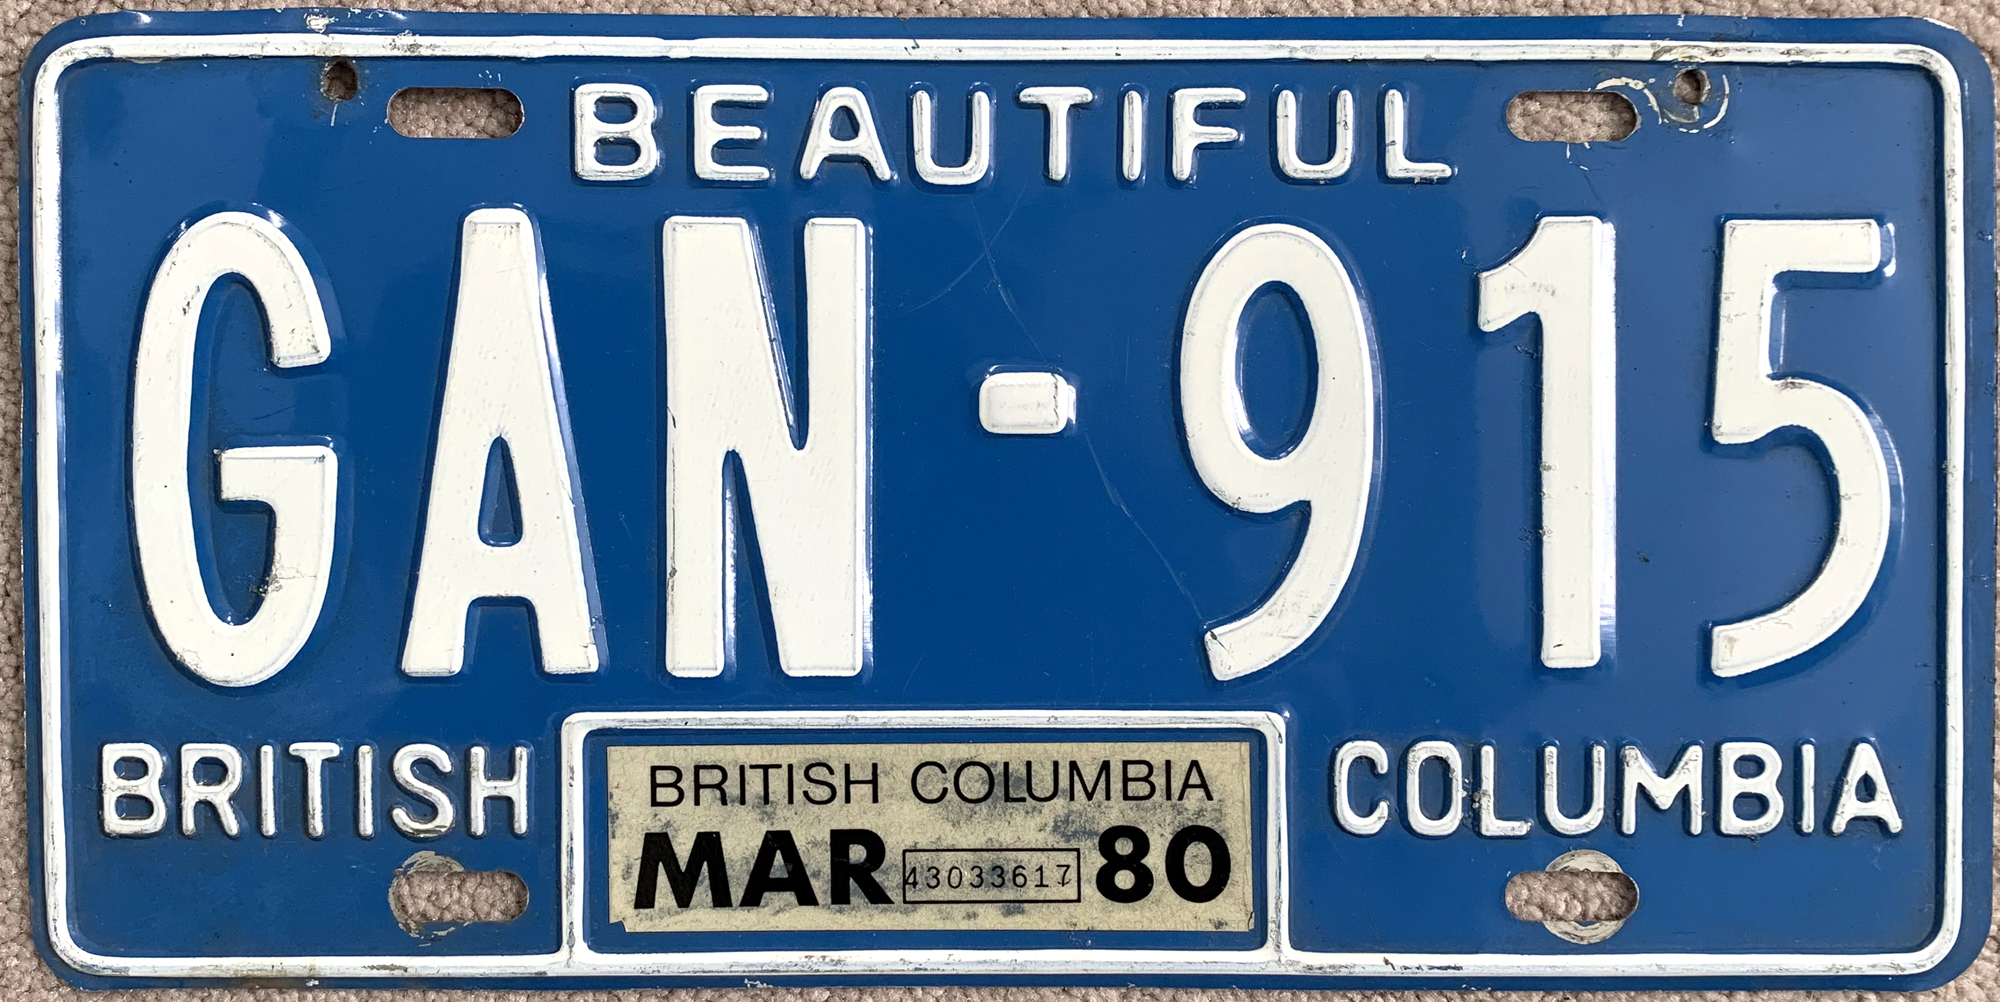 BEAUTIFUL
GAN-915
BRITISH COLUMBIA
BRITISH COLUMBIA
MAR 43033617 80